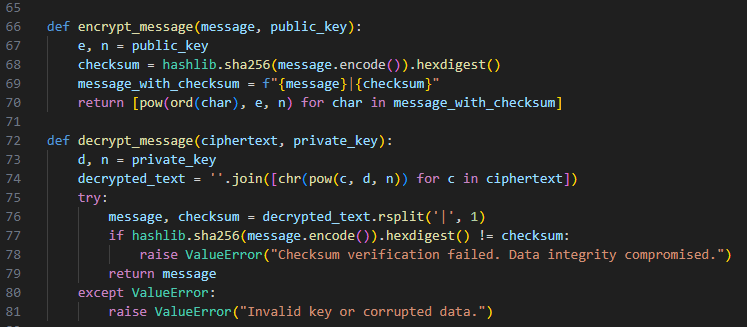 65
66 def encrypt_message(message, public_key):
67 e, n = public_key
68 checksum = hashlib.sha256(message.encode()).hexdigest()
69 message_with_checksum = f"{message}|{checksum}"
70 return [pow(ord(char), e, n) for char in message_with_checksum]
71
72 def decrypt_message(ciphertext, private_key):
73 d, n = private_key
74 decrypted_text = ''.join([chr(pow(c, d, n)) for c in ciphertext])
75 try:
76 message, checksum = decrypted_text.rsplit('|', 1)
77 if hashlib.sha256(message.encode()).hexdigest() != checksum:
78 raise ValueError("Checksum verification failed. Data integrity compromised.")
79 return message
80 except ValueError:
81 raise ValueError("Invalid key or corrupted data.")